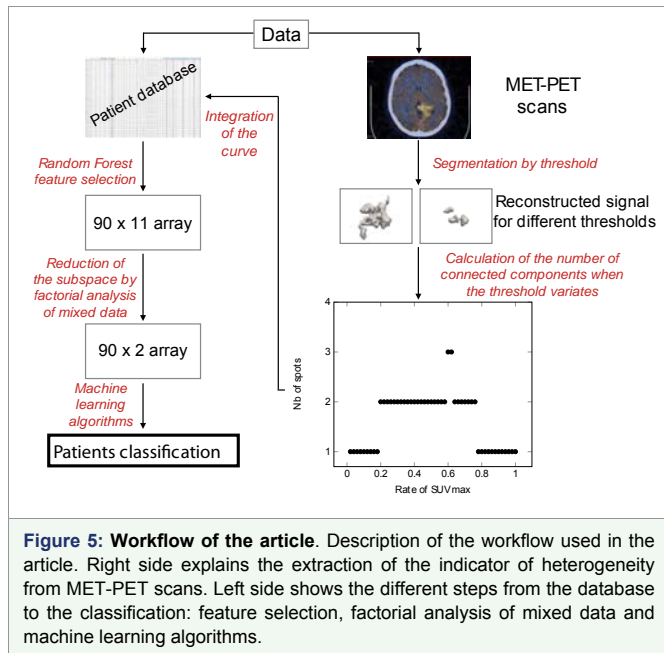 Data
Patient database
MET-PET
scans
Integration
of the
curve
Random Forest
feature selection
Segmentation by threshold
90 x 11 array
Reconstructed signal
for different thresholds
Reduction of
the subspace by
factorial analysis
of mixed data
Calculation of the number of
connected components when
the threshold variates
90 x 2 array
Machine
learning
algorithms
Patients classification
4
3
2
1
Nb of spots
0 0.2 0.4 0.6 0.8 1
Rate of SUVmax
Figure 5: Workflow of the article. Description of the workflow used in the
article. Right side explains the extraction of the indicator of heterogeneity
from MET-PET scans. Left side shows the different steps from the database
to the classification: feature selection, factorial analysis of mixed data and
machine learning algorithms.